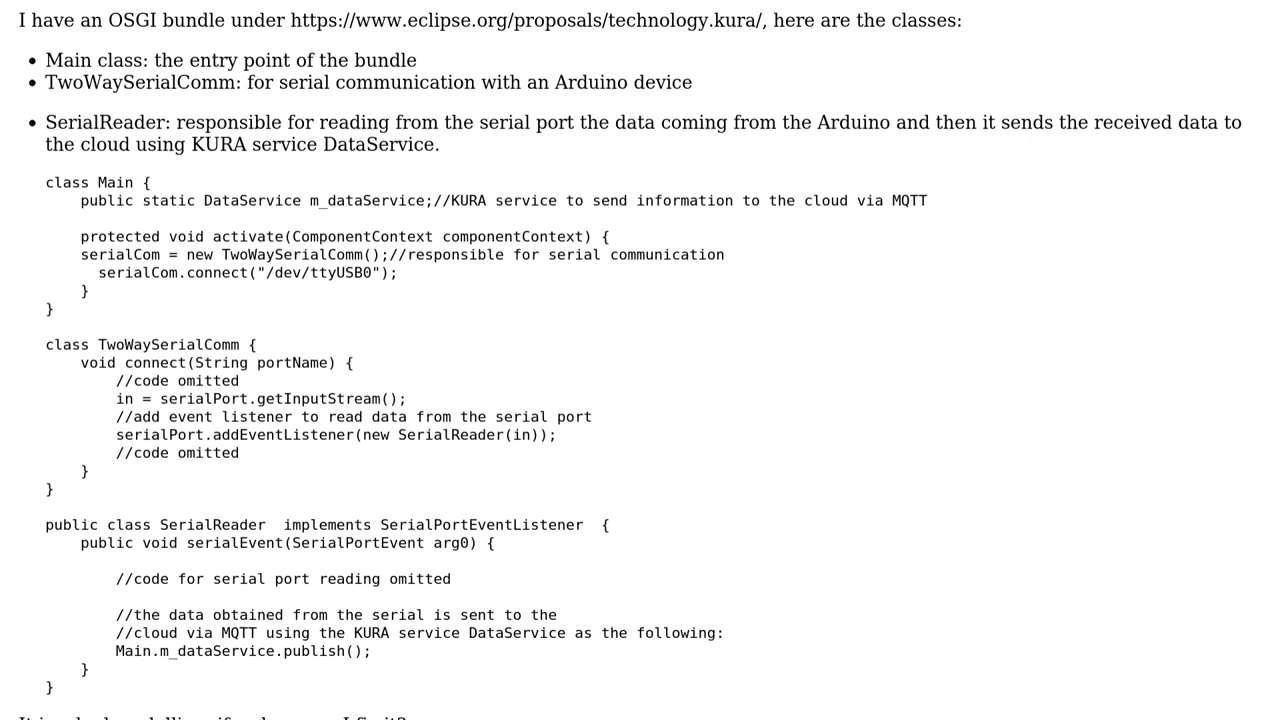 I have an OSGI bundle under https://www.eclipse.org/proposals/technology.kura/, here are the classes:
• Main class: the entry point of the bundle
• TwoWaySerialComm: for serial communication with an Arduino device
• SerialReader: responsible for reading from the serial port the data coming from the Arduino and then it sends the received data to
the cloud using KURA service DataService.
class Main {
    public static DataService m_dataService;//KURA service to send information to the cloud via MQTT
    protected void activate(ComponentContext componentContext) {
    serialCom = new TwoWaySerialComm();//responsible for serial communication
      serialCom.connect("/dev/ttyUSB0");
    }
}
class TwoWaySerialComm {
    void connect(String portName) {
        //code omitted
        in = serialPort.getInputStream();
        //add event listener to read data from the serial port
        serialPort.addEventListener(new SerialReader(in));
        //code omitted
    }
}
public class SerialReader  implements SerialPortEventListener  {
    public void serialEvent(SerialPortEvent arg0) {
        //code for serial port reading omitted
        //the data obtained from the serial is sent to the
        //cloud via MQTT using the KURA service DataService as the following:
        Main.m_dataService.publish();
    }
}